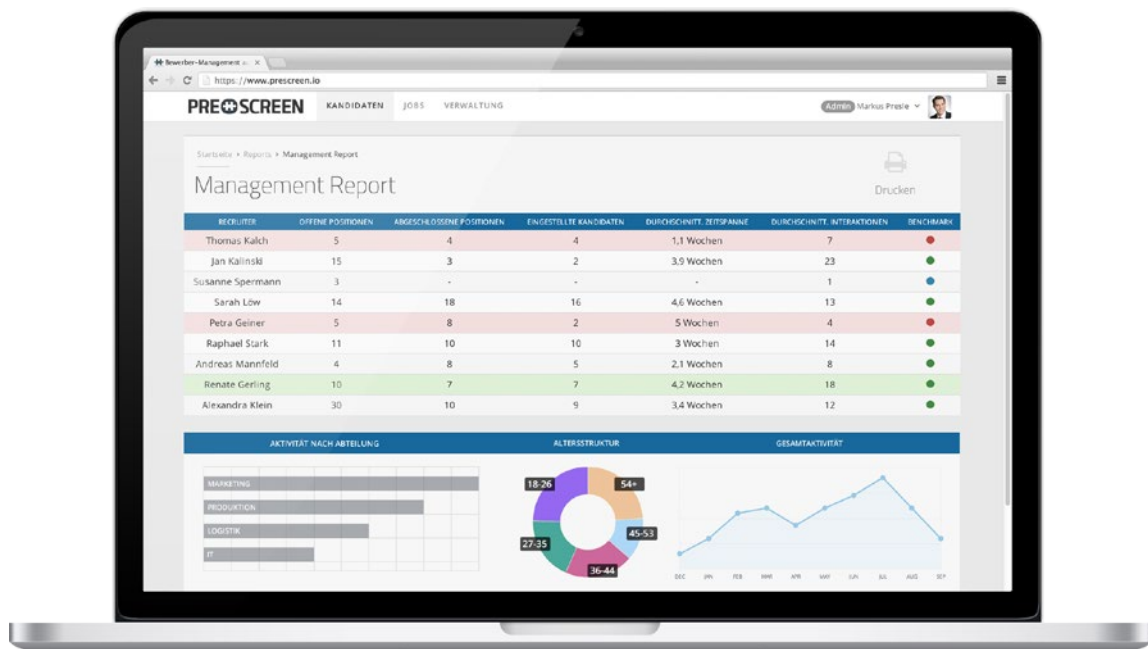 Bewerber-Management
https://www.prescreen.io
PRESCREEN KANDIDATEN JOBS VERWALTUNG Admin Markus Presle
Startseite Reports Management Report
Management Report
Drucken
RECRUITER OFFENE POSITIONEN ABGESCHLOSSENE POSITIONEN EINGESTELLTE KANDIDATEN DURCHSCHNITT. ZEITSPANNE DURCHSCHNITT. INTERAKTIONEN BENCHMARK
Thomas Kalch 5 4 4 1,1 Wochen 7
Jan Kalinski 15 3 2 3,9 Wochen 23
Susanne Spermann 3 - - - 1
Sarah Löw 14 18 16 4,6 Wochen 13
Petra Geiner 5 8 2 5 Wochen 4
Raphael Stark 11 10 10 3 Wochen 14
Andreas Mannfeld 4 8 5 2,1 Wochen 8
Renate Gerling 10 7 7 4,2 Wochen 18
Alexandra Klein 30 10 9 3,4 Wochen 12
AKTIVITÄT NACH ABTEILUNG ALTERSSTRUKTUR GESAMTAKTIVITÄT
MARKETING
PRODUKTION
LOGISTIK
IT
18-26 54+
27-35 45-53
36-44
DEC JAN FEB MAR APR MAY JUN JUL AUG SEP